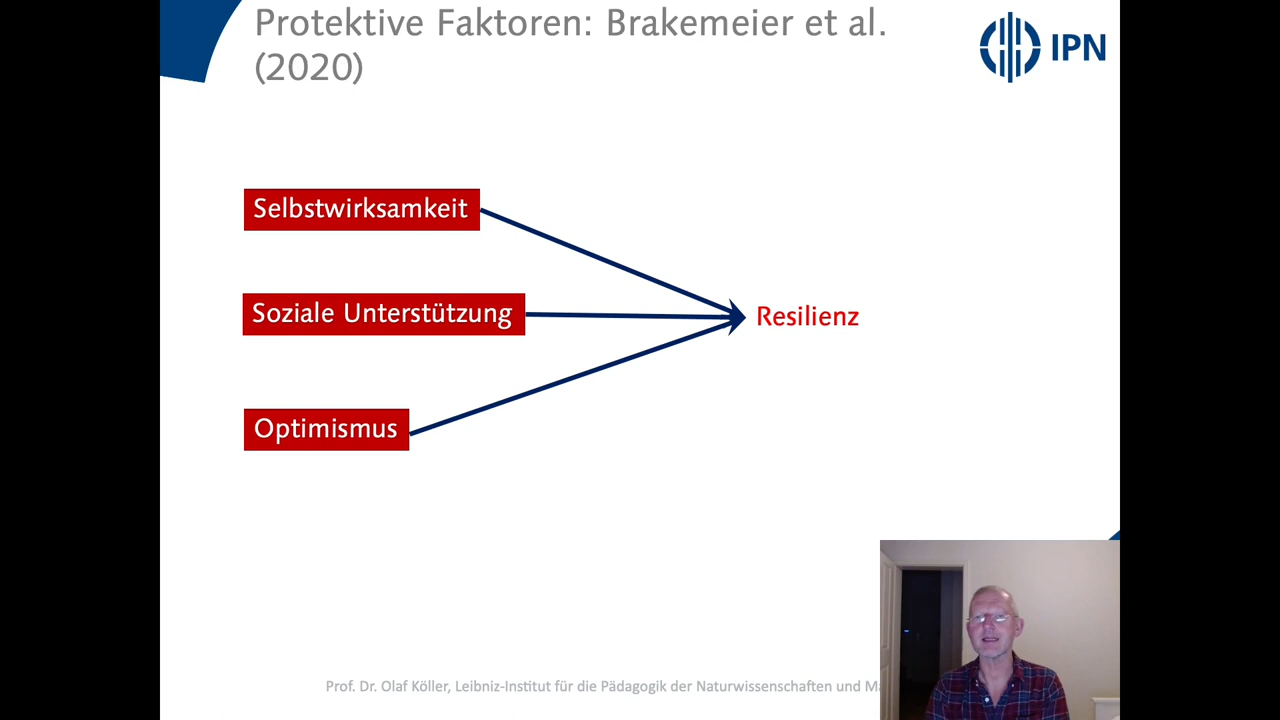 Protektive Faktoren: Brakemeier et al.
(2020)
IPN
Selbstwirksamkeit
Soziale Unterstützung
Resilienz
Optimismus
Prof. Dr. Olaf Köller, Leibniz-Institut für die Pädagogik der Naturwissenschaften und